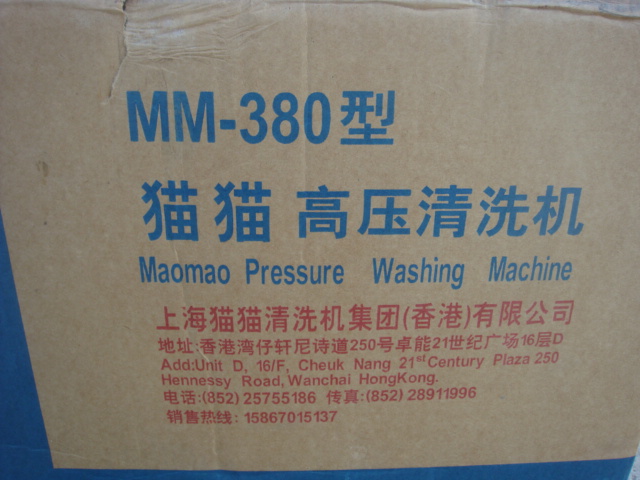 MM-380型
猫猫 高压清洗机
Maomao Pressure Washing Machine
上海猫猫清洗机集团(香港)有限公司
地址:香港湾仔轩尼诗道250号卓能21世纪广场16层D
Add:Unit D, 16/F, Cheuk Nang 21st Century Plaza 250
Hennessy Road,Wanchai HongKong.
电话:(852) 25755186 传真:(852) 28911996
销售热线: 15867015137